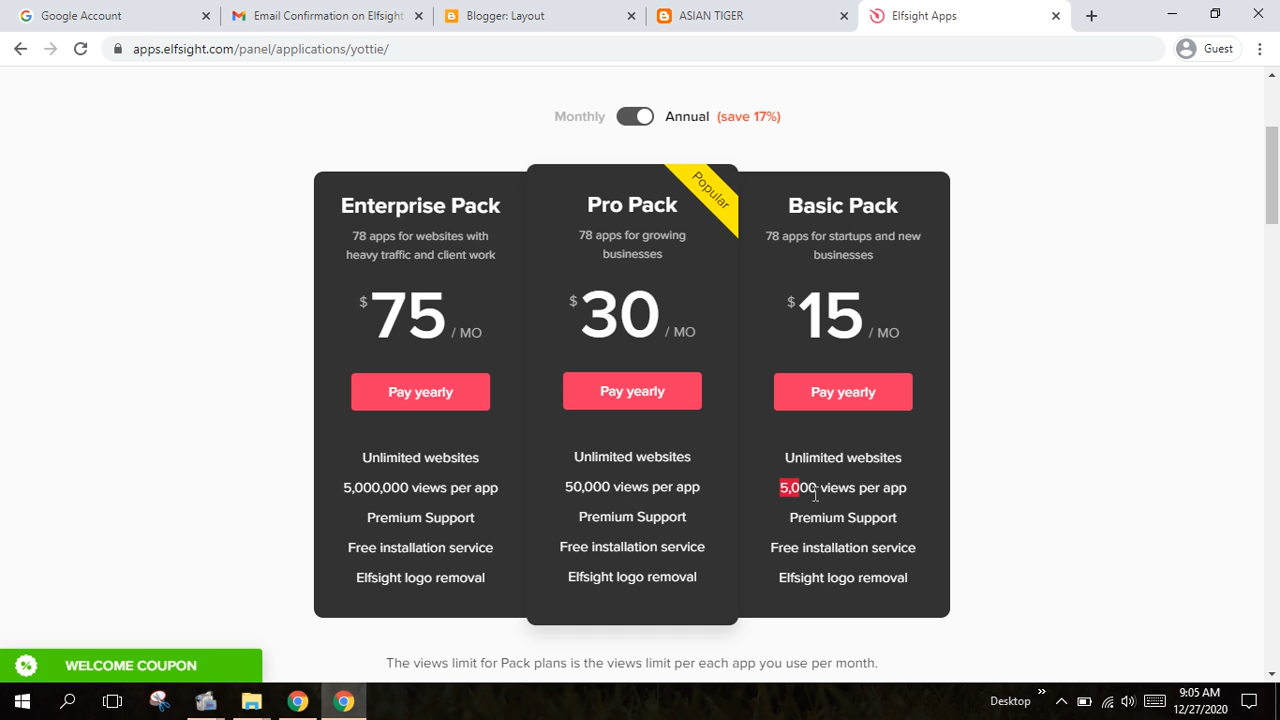 Google Account
Email Confirmation on Elfsight
Blogger: Layout
ASIAN TIGER
Elfsight Apps
apps.elfsight.com/panel/applications/yottie/
Guest
Monthly
Annual (save 17%)
Enterprise Pack
78 apps for websites with
heavy traffic and client work
$75 / MO
Pay yearly
Unlimited websites
5,000,000 views per app
Premium Support
Free installation service
Elfsight logo removal
Popular
Pro Pack
78 apps for growing
businesses
$30 / MO
Pay yearly
Unlimited websites
50,000 views per app
Premium Support
Free installation service
Elfsight logo removal
Basic Pack
78 apps for startups and new
businesses
$15 / MO
Pay yearly
Unlimited websites
5,000 views per app
Premium Support
Free installation service
Elfsight logo removal
The views limit for Pack plans is the views limit per each app you use per month.
WELCOME COUPON
Desktop
9:05 AM
12/27/2020